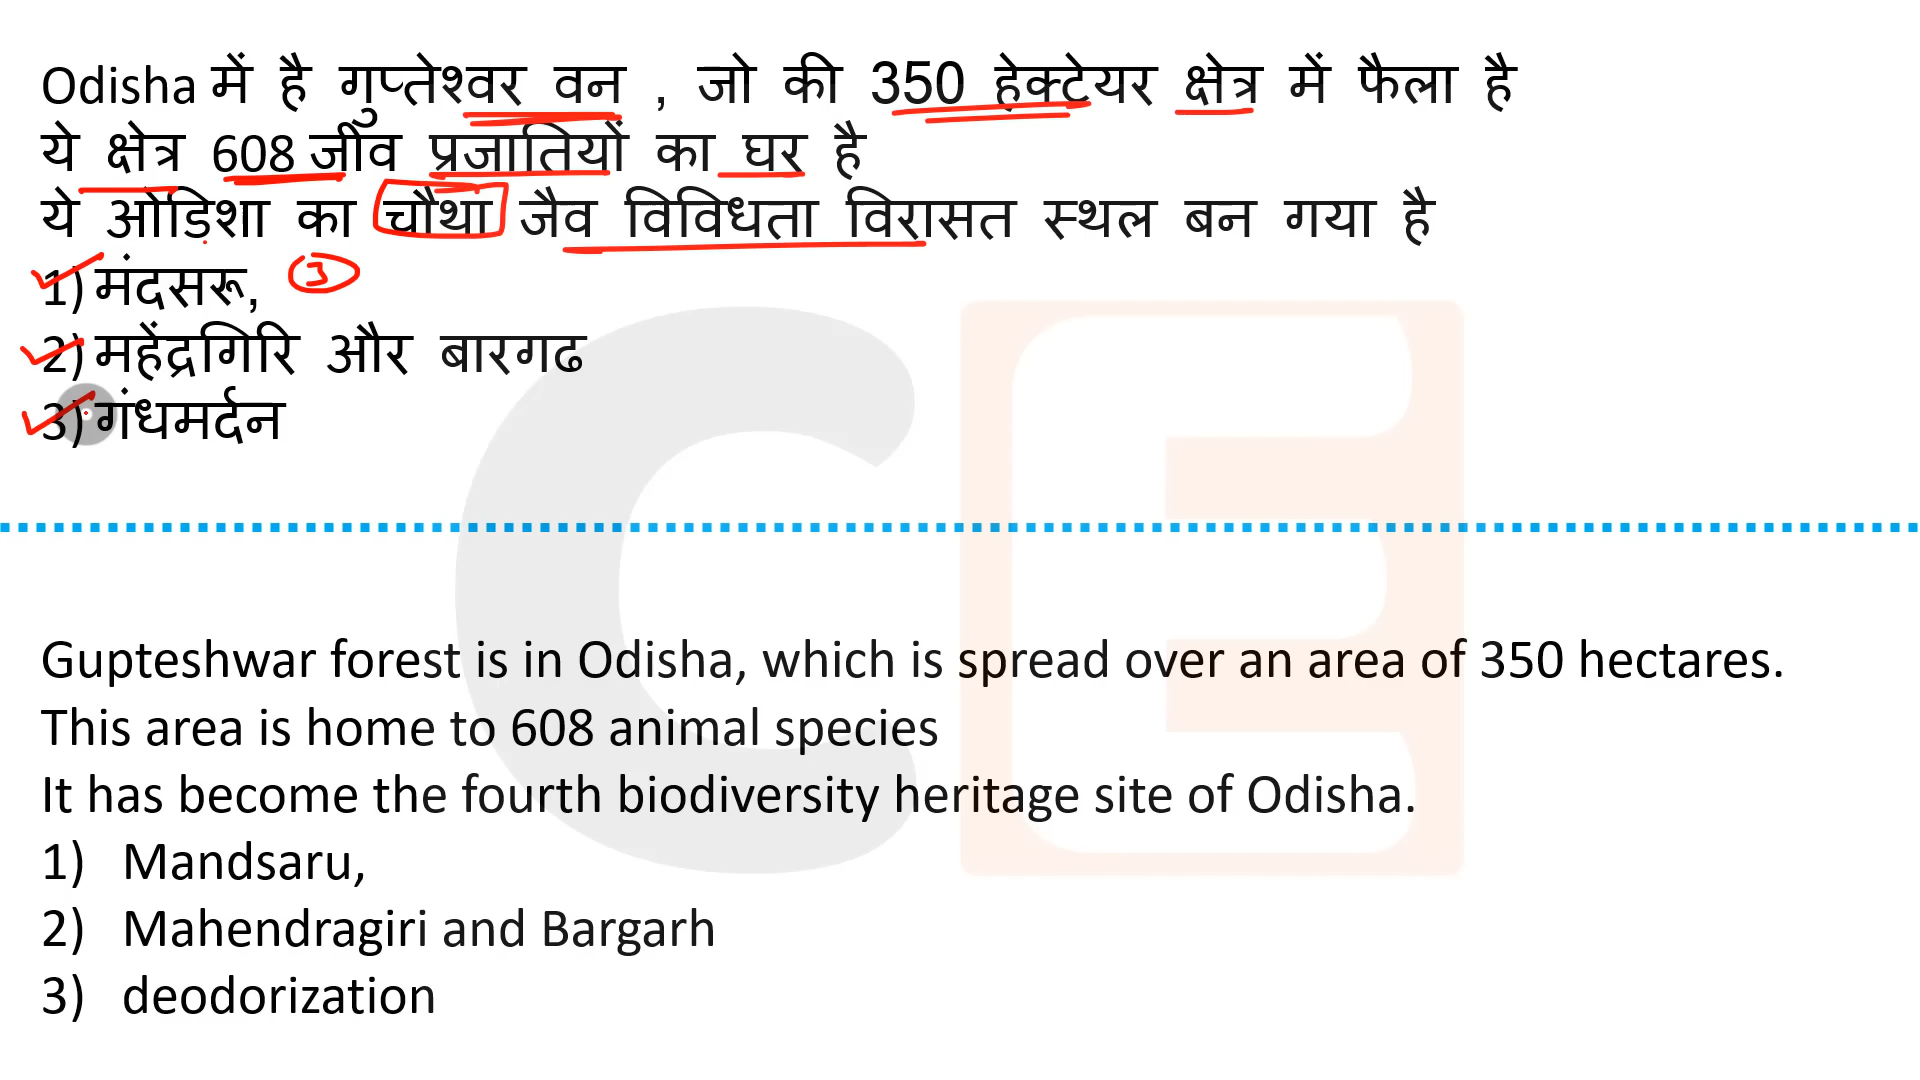 Odisha में है गुप्तेश्वर वन , जो की 350 हेक्टेयर क्षेत्र में फैला है
ये क्षेत्र 608 जीव प्रजातियों का घर है
ये ओड़िशा का चौथा जैव विविधता विरासत स्थल बन गया है
1) मंदसरू, 3
2) महेंद्रगिरि और बारगढ
3) गंधमर्दन
CE
Gupteshwar forest is in Odisha, which is spread over an area of 350 hectares.
This area is home to 608 animal species
It has become the fourth biodiversity heritage site of Odisha.
1) Mandsaru,
2) Mahendragiri and Bargarh
3) deodorization